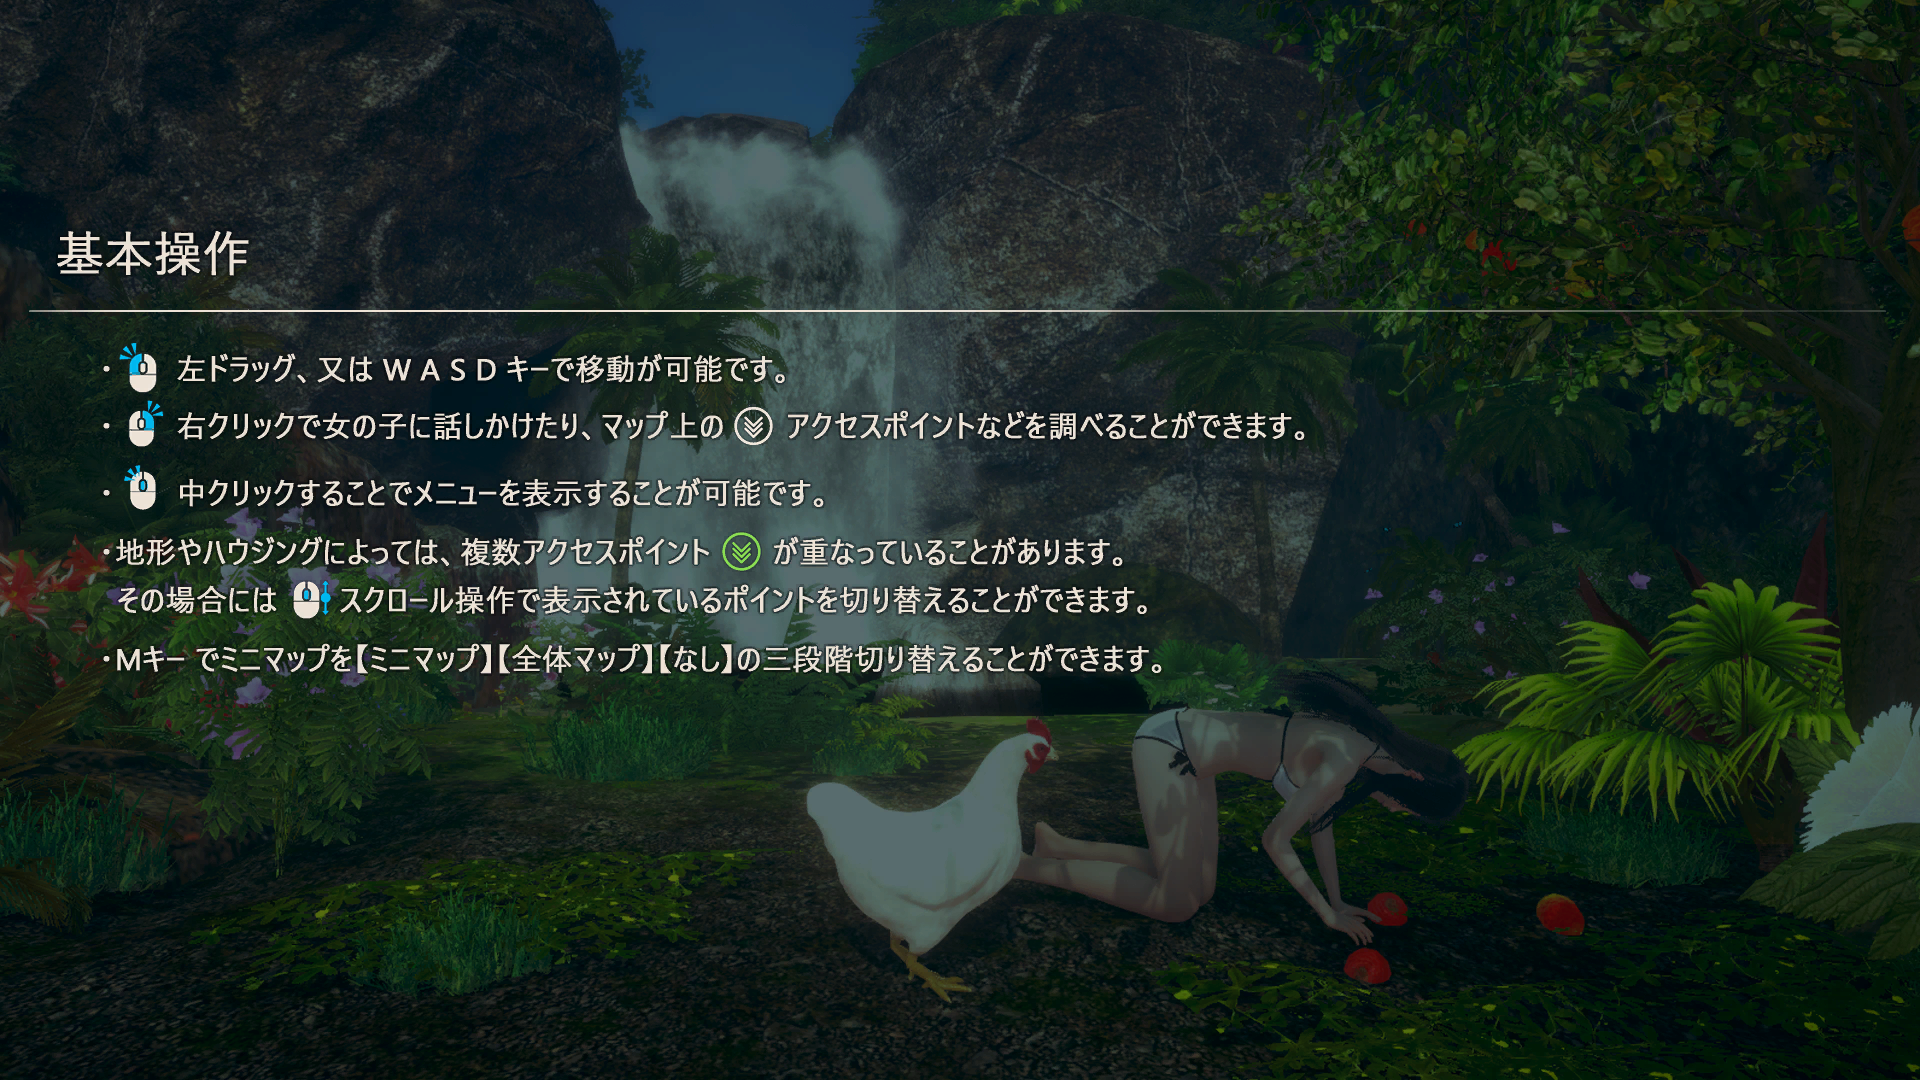 基本操作
・左ドラッグ、又は W A S D キーで移動が可能です。
・右クリックで女の子に話しかけたり、マップ上の アクセスポイントなどを調べることができます。
・中クリックすることでメニューを表示することが可能です。
・地形やハウジングによっては、複数アクセスポイント が重なっていることがあります。
その場合には スクロール操作で表示されているポイントを切り替えることができます。
・Mキー でミニマップを【ミニマップ】【全体マップ】【なし】の三段階切り替えることができます。